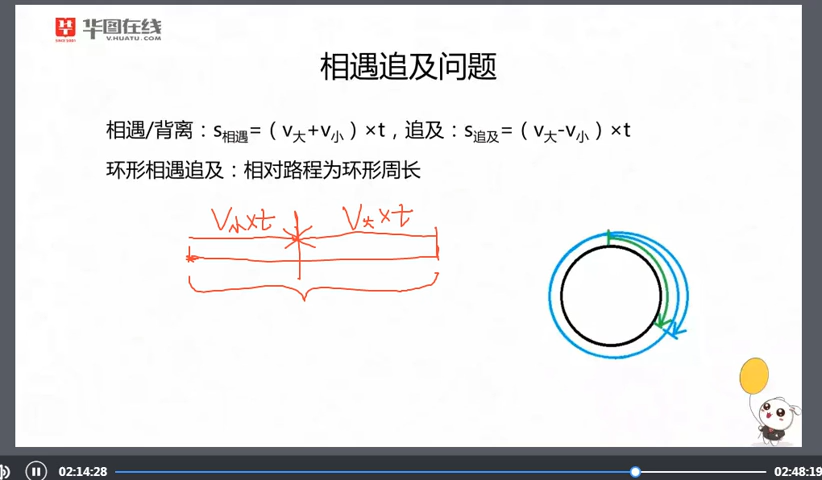 华图在线
V.HUATU.COM
相遇追及问题
相遇/背离：s相遇=（v大+v小）×t，追及：s追及=（v大-v小）×t
环形相遇追及：相对路程为环形周长
V小×t V大×t
02:14:28 02:48:19